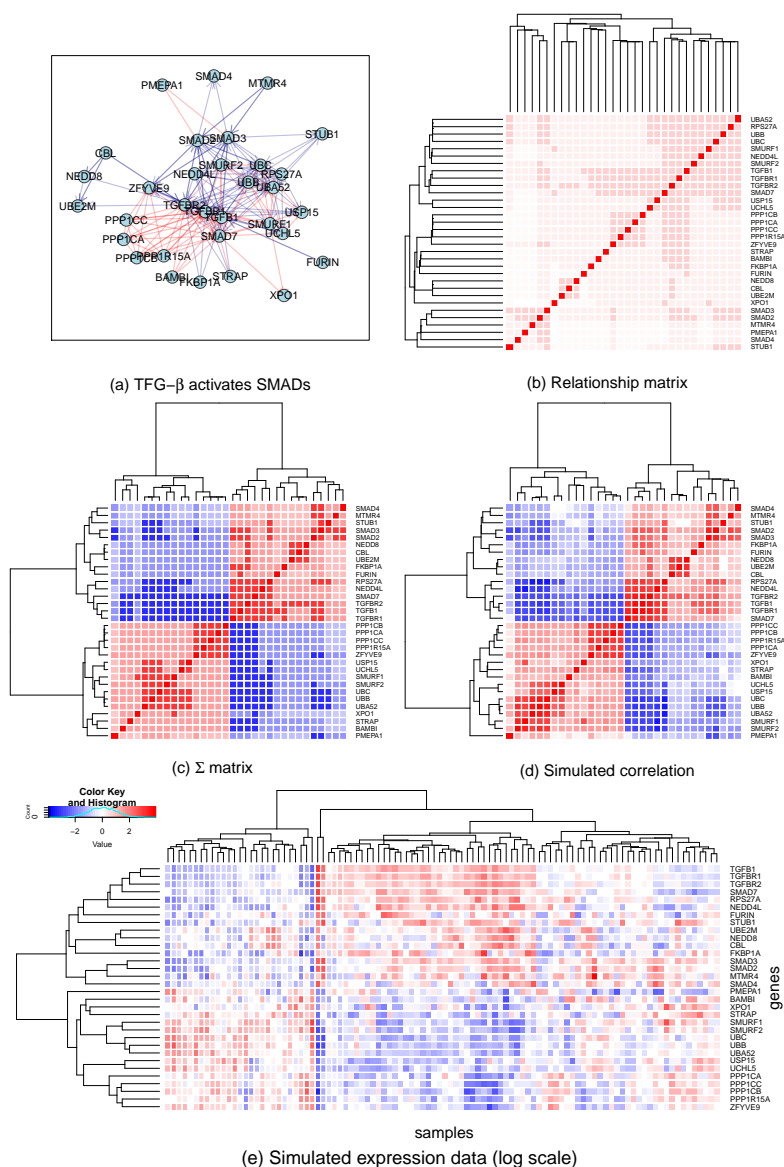 SMAD4
PMEPA1
MTMR4
STUB1
SMAD2
SMAD3
CBL
SMURF2
UBC
NEDD8
NEDD4L
RPS27A
UBB
UBA52
ZFYVE9
UBE2M
TGFBR2
TGFBR1
TGFB1
USP15
PPP1CC
SMURF1
UCHL5
PPP1CA
SMAD7
PPP1CB
PPP1R15A
FURIN
BAMBI
FKBP1A
STRAP
XPO1
(a) TFG−β activates SMADs
UBA52
RPS27A
UBB
UBC
SMURF1
NEDD4L
SMURF2
TGFB1
TGFBR1
TGFBR2
SMAD7
USP15
UCHL5
PPP1CB
PPP1CA
PPP1CC
PPP1R15A
ZFYVE9
STRAP
BAMBI
FKBP1A
FURIN
NEDD8
CBL
UBE2M
XPO1
SMAD3
SMAD2
MTMR4
PMEPA1
SMAD4
STUB1
(b) Relationship matrix
SMAD4
MTMR4
STUB1
SMAD3
SMAD2
NEDD8
CBL
UBE2M
FKBP1A
FURIN
RPS27A
NEDD4L
SMAD7
TGFBR2
TGFB1
TGFBR1
PPP1CB
PPP1CA
PPP1CC
PPP1R15A
ZFYVE9
USP15
UCHL5
SMURF1
SMURF2
UBC
UBB
UBA52
XPO1
STRAP
BAMBI
PMEPA1
(c) Σ matrix
SMAD4
MTMR4
STUB1
SMAD2
SMAD3
FKBP1A
FURIN
NEDD8
UBE2M
CBL
RPS27A
NEDD4L
TGFBR2
TGFB1
TGFBR1
SMAD7
PPP1CC
PPP1CB
PPP1R15A
PPP1CA
ZFYVE9
XPO1
STRAP
BAMBI
UCHL5
USP15
UBC
UBB
UBA52
SMURF1
SMURF2
PMEPA1
(d) Simulated correlation
Color Key
and Histogram
Count
0
−2 0 2
Value
TGFB1
TGFBR1
TGFBR2
SMAD7
RPS27A
NEDD4L
FURIN
STUB1
UBE2M
NEDD8
CBL
FKBP1A
SMAD3
SMAD2
MTMR4
SMAD4
PMEPA1
BAMBI
XPO1
STRAP
SMURF1
SMURF2
UBC
UBB
UBA52
USP15
UCHL5
PPP1CA
PPP1CC
PPP1CB
PPP1R15A
ZFYVE9
genes
samples
(e) Simulated expression data (log scale)